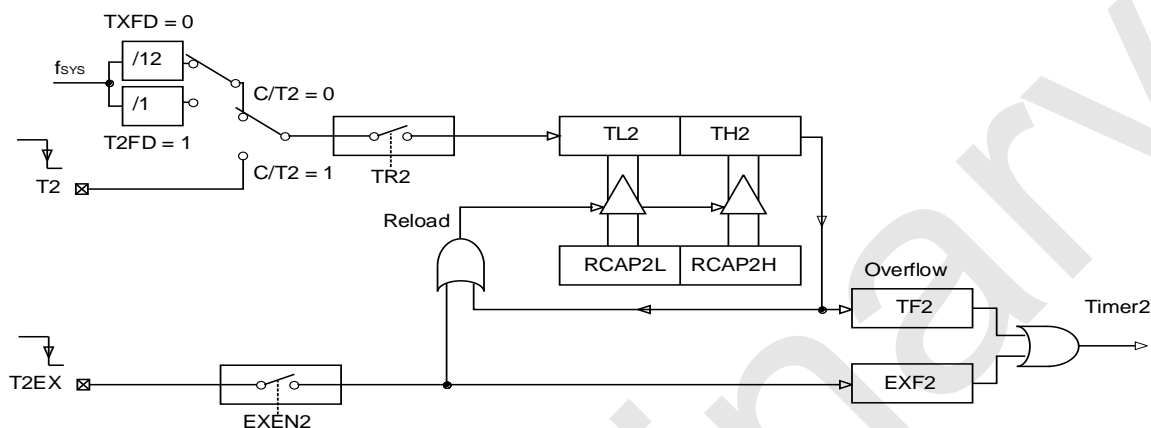 TXFD = 0
/12
fSYS
C/T2 = 0
/1
T2FD = 1
TL2
TH2
T2
C/T2 = 1
TR2
Reload
RCAP2L
RCAP2H
Overflow
TF2
Timer2
T2EX
EXF2
EXEN2